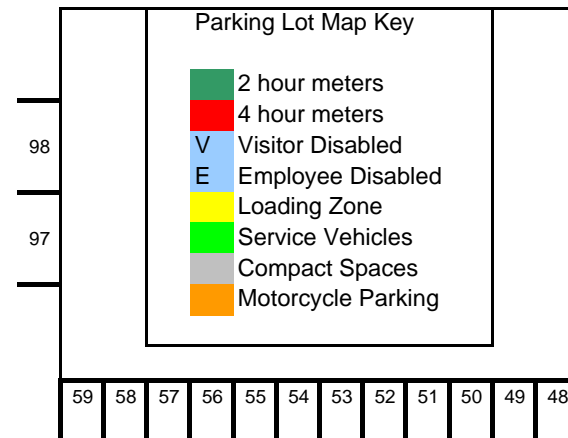 Parking Lot Map Key
2 hour meters
4 hour meters
V Visitor Disabled
E Employee Disabled
Loading Zone
Service Vehicles
Compact Spaces
Motorcycle Parking
98
97
59 58 57 56 55 54 53 52 51 50 49 48